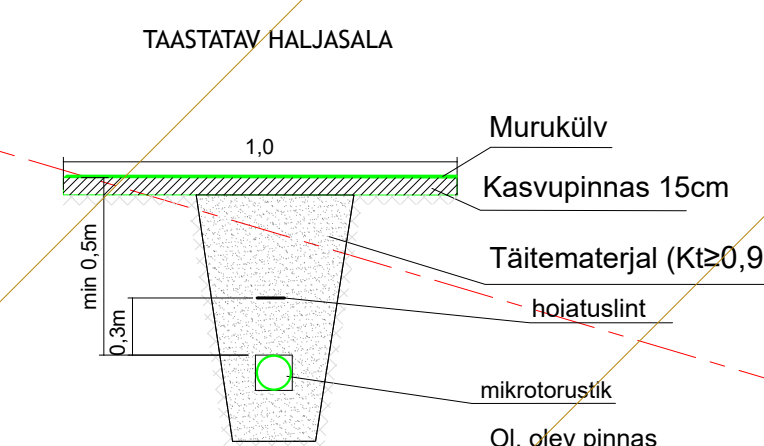 TAASTATAV HALJASALA
1,0
Murukülv
Kasvupinnas 15cm
Täitematerjal (Kt≥0,9
min 0,5m
0,3m
hoiatuslint
mikrotorustik
Ol. olev pinnas